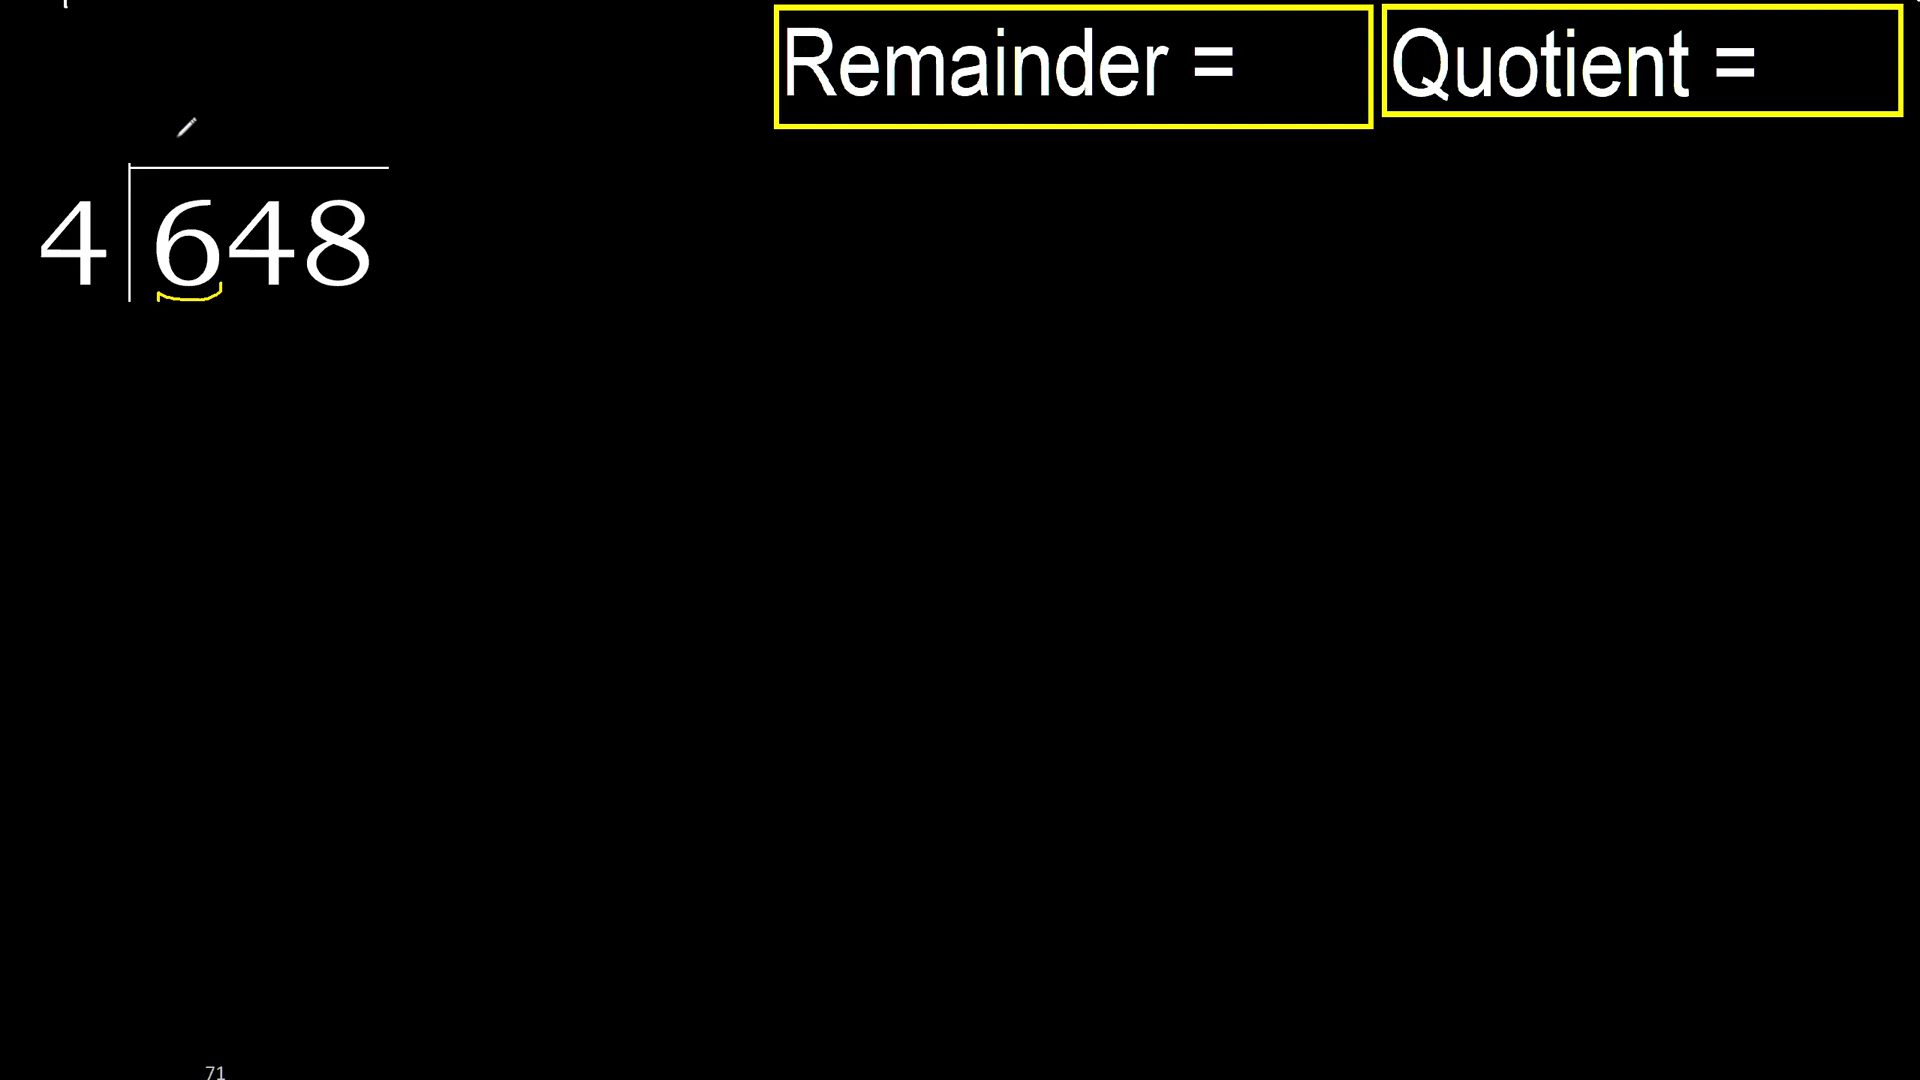 Remainder = Quotient =
4 648
71